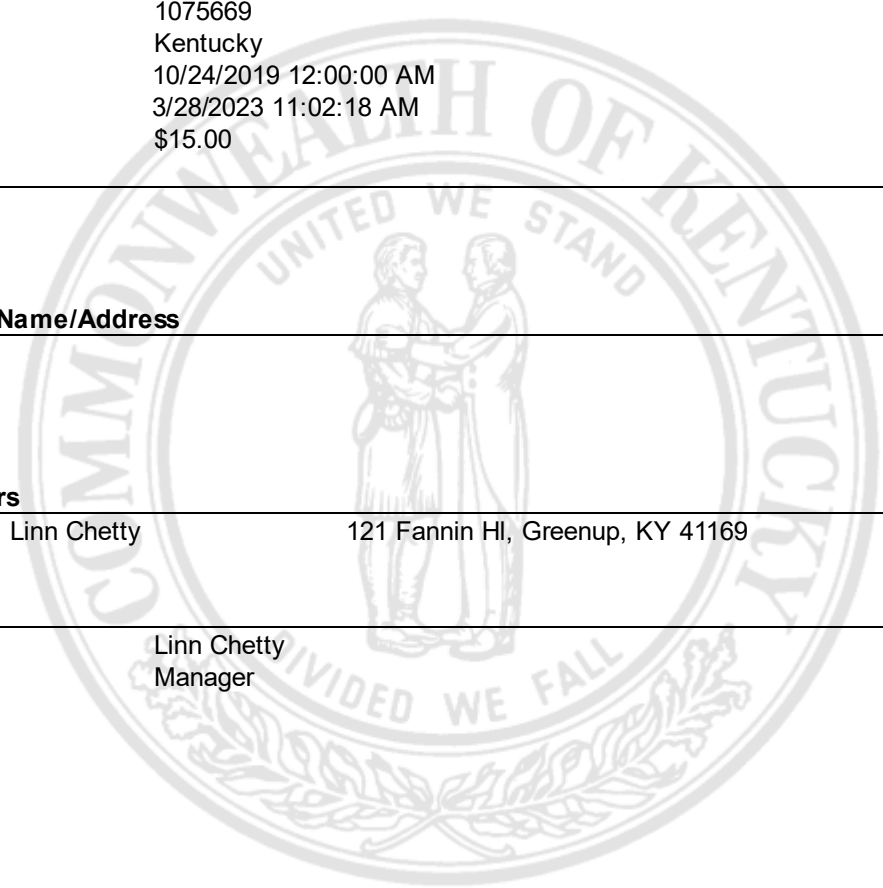 1075669
Kentucky
10/24/2019 12:00:00 AM
3/28/2023 11:02:18 AM
$15.00
Name/Address
rs
Linn Chetty 121 Fannin Hl, Greenup, KY 41169
Linn Chetty
Manager
COMMONWEALTH OF KENTUCKY
UNITED WE STAND
DIVIDED WE FALL